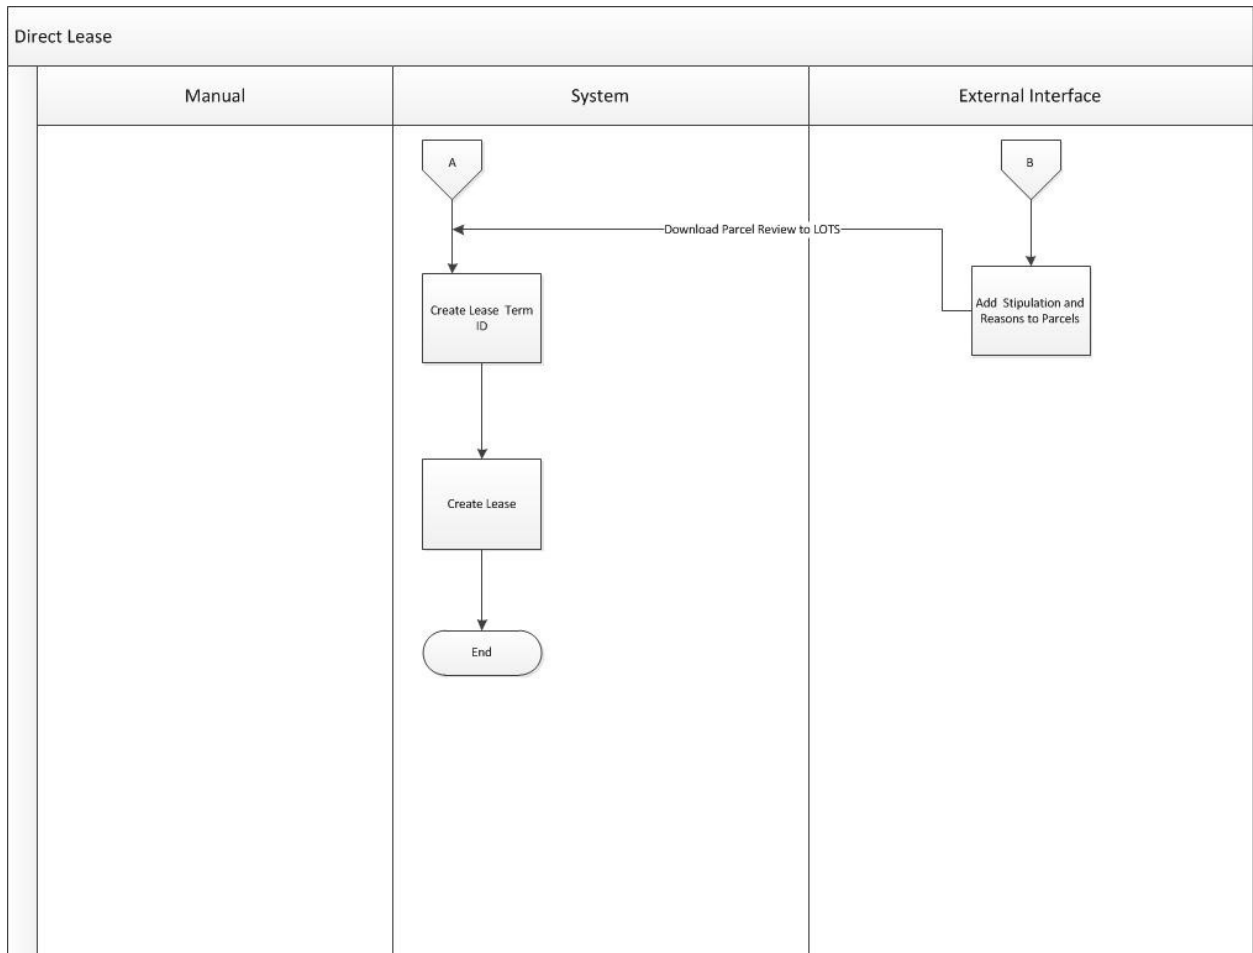 Direct Lease
Manual
System
External Interface
A
B
Download Parcel Review to LOTS
Create Lease Term
ID
Add Stipulation and
Reasons to Parcels
Create Lease
End